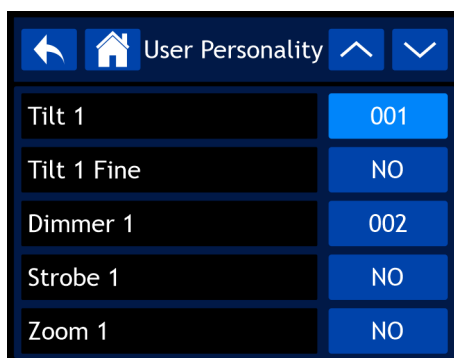 User Personality
Tilt 1 001
Tilt 1 Fine NO
Dimmer 1 002
Strobe 1 NO
Zoom 1 NO